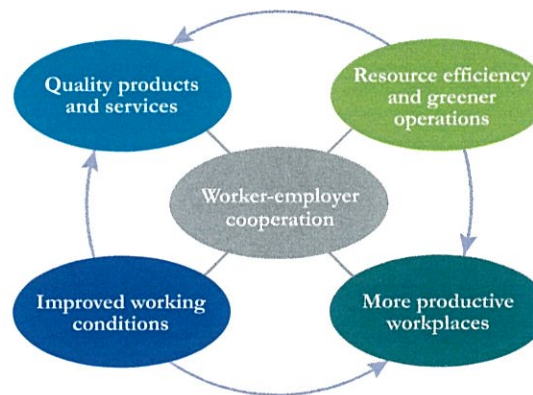 Quality products
and services
Resource efficiency
and greener
operations
Worker-employer
cooperation
Improved working
conditions
More productive
workplaces